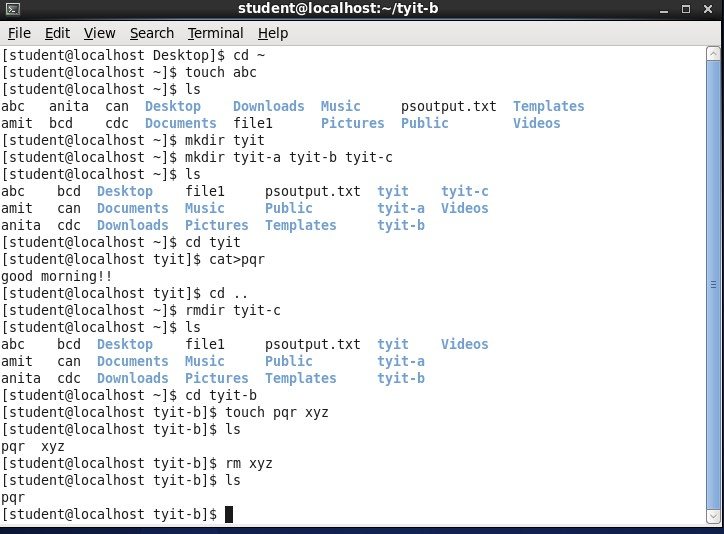 student@localhost:~/tyit-b
File Edit View Search Terminal Help
[student@localhost Desktop]$ cd ~
[student@localhost ~]$ touch abc
[student@localhost ~]$ ls
abc   anita  can  Desktop    Downloads  Music     psoutput.txt  Templates
amit  bcd    cdc  Documents  file1      Pictures  Public        Videos
[student@localhost ~]$ mkdir tyit
[student@localhost ~]$ mkdir tyit-a tyit-b tyit-c
[student@localhost ~]$ ls
abc    bcd  Desktop    file1     psoutput.txt  tyit    tyit-c
amit   can  Documents  Music     Public        tyit-a  Videos
anita  cdc  Downloads  Pictures  Templates     tyit-b
[student@localhost ~]$ cd tyit
[student@localhost tyit]$ cat>pqr
good morning!!
[student@localhost tyit]$ cd ..
[student@localhost ~]$ rmdir tyit-c
[student@localhost ~]$ ls
abc    bcd  Desktop    file1     psoutput.txt  tyit    Videos
amit   can  Documents  Music     Public        tyit-a
anita  cdc  Downloads  Pictures  Templates     tyit-b
[student@localhost ~]$ cd tyit-b
[student@localhost tyit-b]$ touch pqr xyz
[student@localhost tyit-b]$ ls
pqr  xyz
[student@localhost tyit-b]$ rm xyz
[student@localhost tyit-b]$ ls
pqr
[student@localhost tyit-b]$